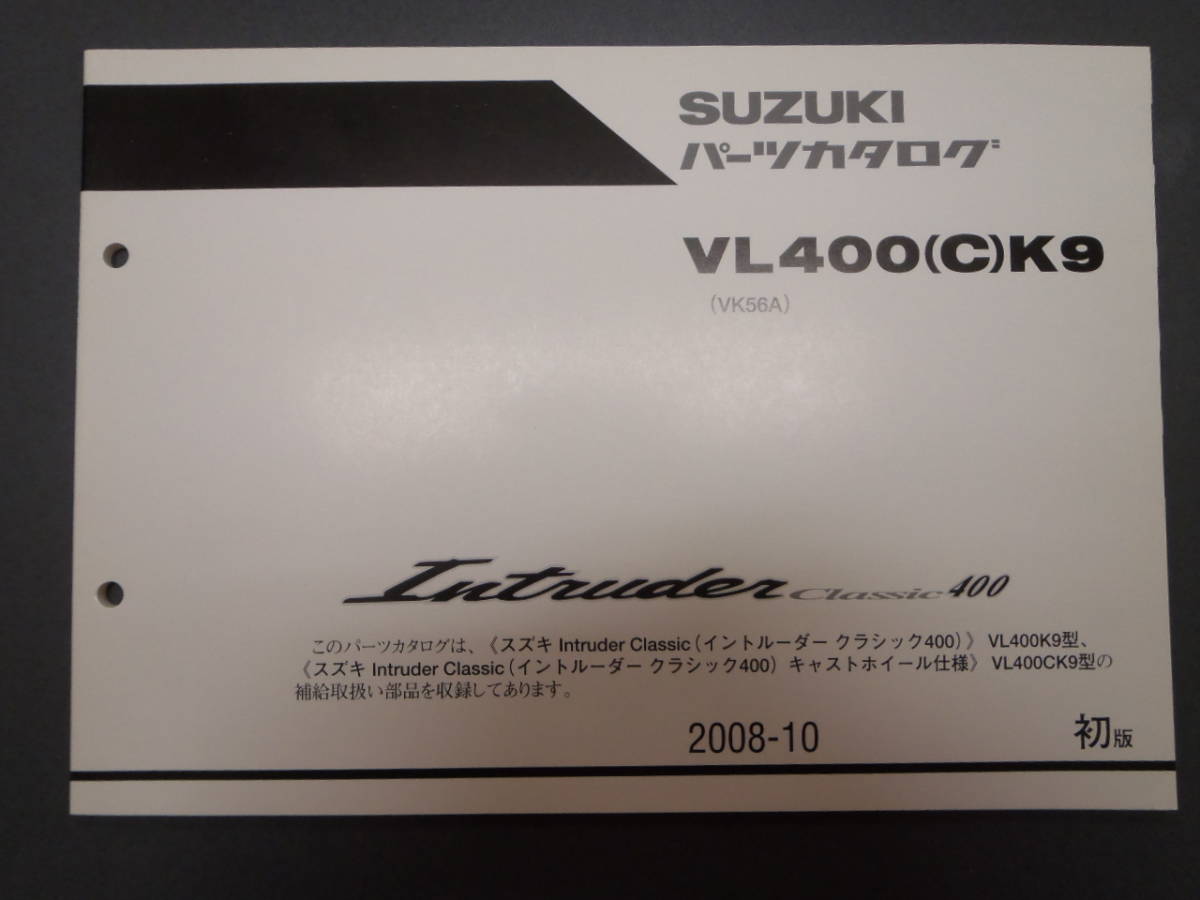 SUZUKI
パーツカタログ
VL400(C)K9
(VK56A)
Intruder Classic 400
このパーツカタログは、《スズキ Intruder Classic（イントルーダー クラシック400）》 VL400K9型、
《スズキ Intruder Classic（イントルーダー クラシック400） キャストホイール仕様》 VL400CK9型の
補給取扱い部品を収録してあります。
2008-10
初版